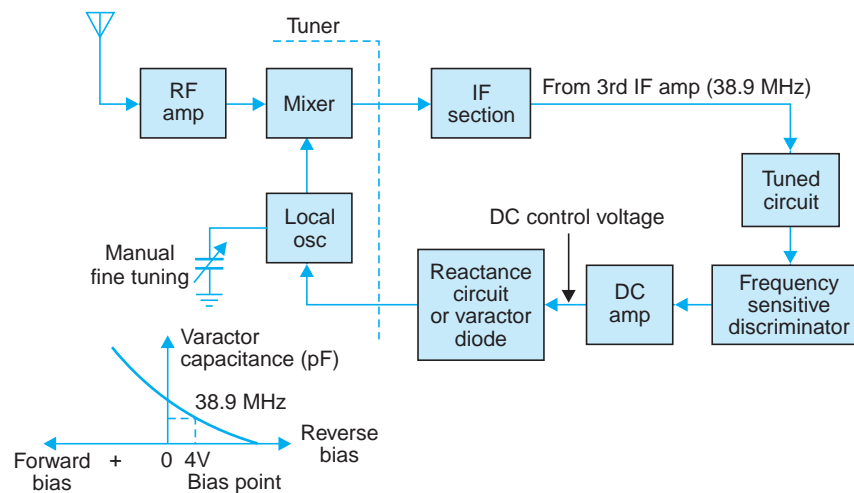 Tuner
RF
amp
Mixer
IF
section
From 3rd IF amp (38.9 MHz)
Tuned
circuit
Local
osc
Manual
fine tuning
DC control voltage
Reactance
circuit
or varactor
diode
DC
amp
Frequency
sensitive
discriminator
Varactor
capacitance (pF)
38.9 MHz
Forward
bias
+
0
4V
Bias point
Reverse
bias